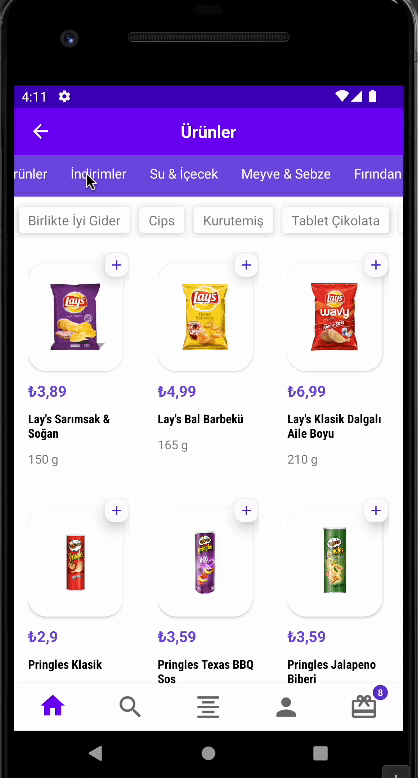 4:11
Ürünler
rünler İndirimler Su & İçecek Meyve & Sebze Fırından
Birlikte İyi Gider Cips Kurutemiş Tablet Çikolata
Lay's Lay's Lay's
wavy
₺3,89 ₺4,99 ₺6,99
Lay's Sarımsak & Lay's Bal Barbekü Lay's Klasik Dalgalı
Soğan Aile Boyu
150 g 165 g 210 g
₺2,9 ₺3,59 ₺3,59
Pringles Klasik Pringles Texas BBQ Pringles Jalapeno
Sos Biberi
8